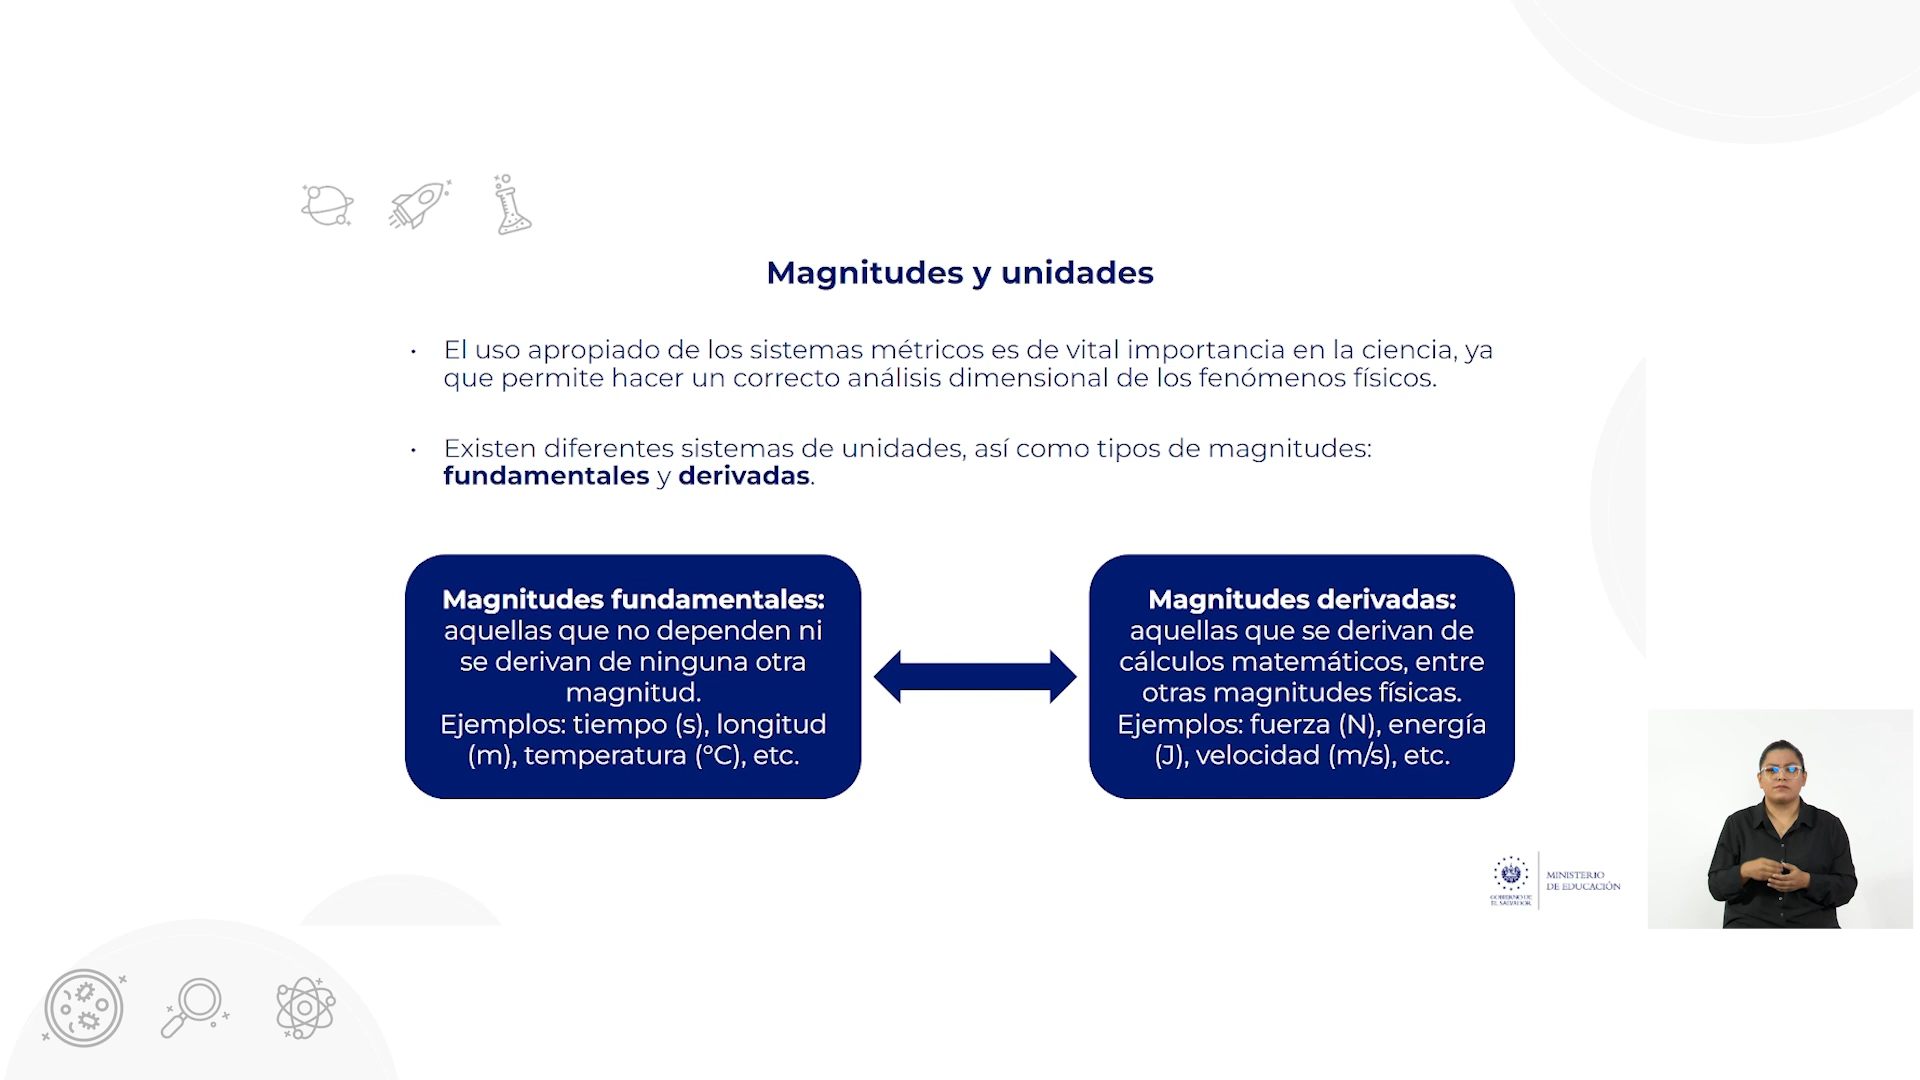 Magnitudes y unidades
• El uso apropiado de los sistemas métricos es de vital importancia en la ciencia, ya
que permite hacer un correcto análisis dimensional de los fenómenos físicos.
• Existen diferentes sistemas de unidades, así como tipos de magnitudes:
fundamentales y derivadas.
Magnitudes fundamentales:
aquellas que no dependen ni
se derivan de ninguna otra
magnitud.
Ejemplos: tiempo (s), longitud
(m), temperatura (°C), etc.
Magnitudes derivadas:
aquellas que se derivan de
cálculos matemáticos, entre
otras magnitudes físicas.
Ejemplos: fuerza (N), energía
(J), velocidad (m/s), etc.
GOBIERNO DE
EL SALVADOR
MINISTERIO
DE EDUCACIÓN